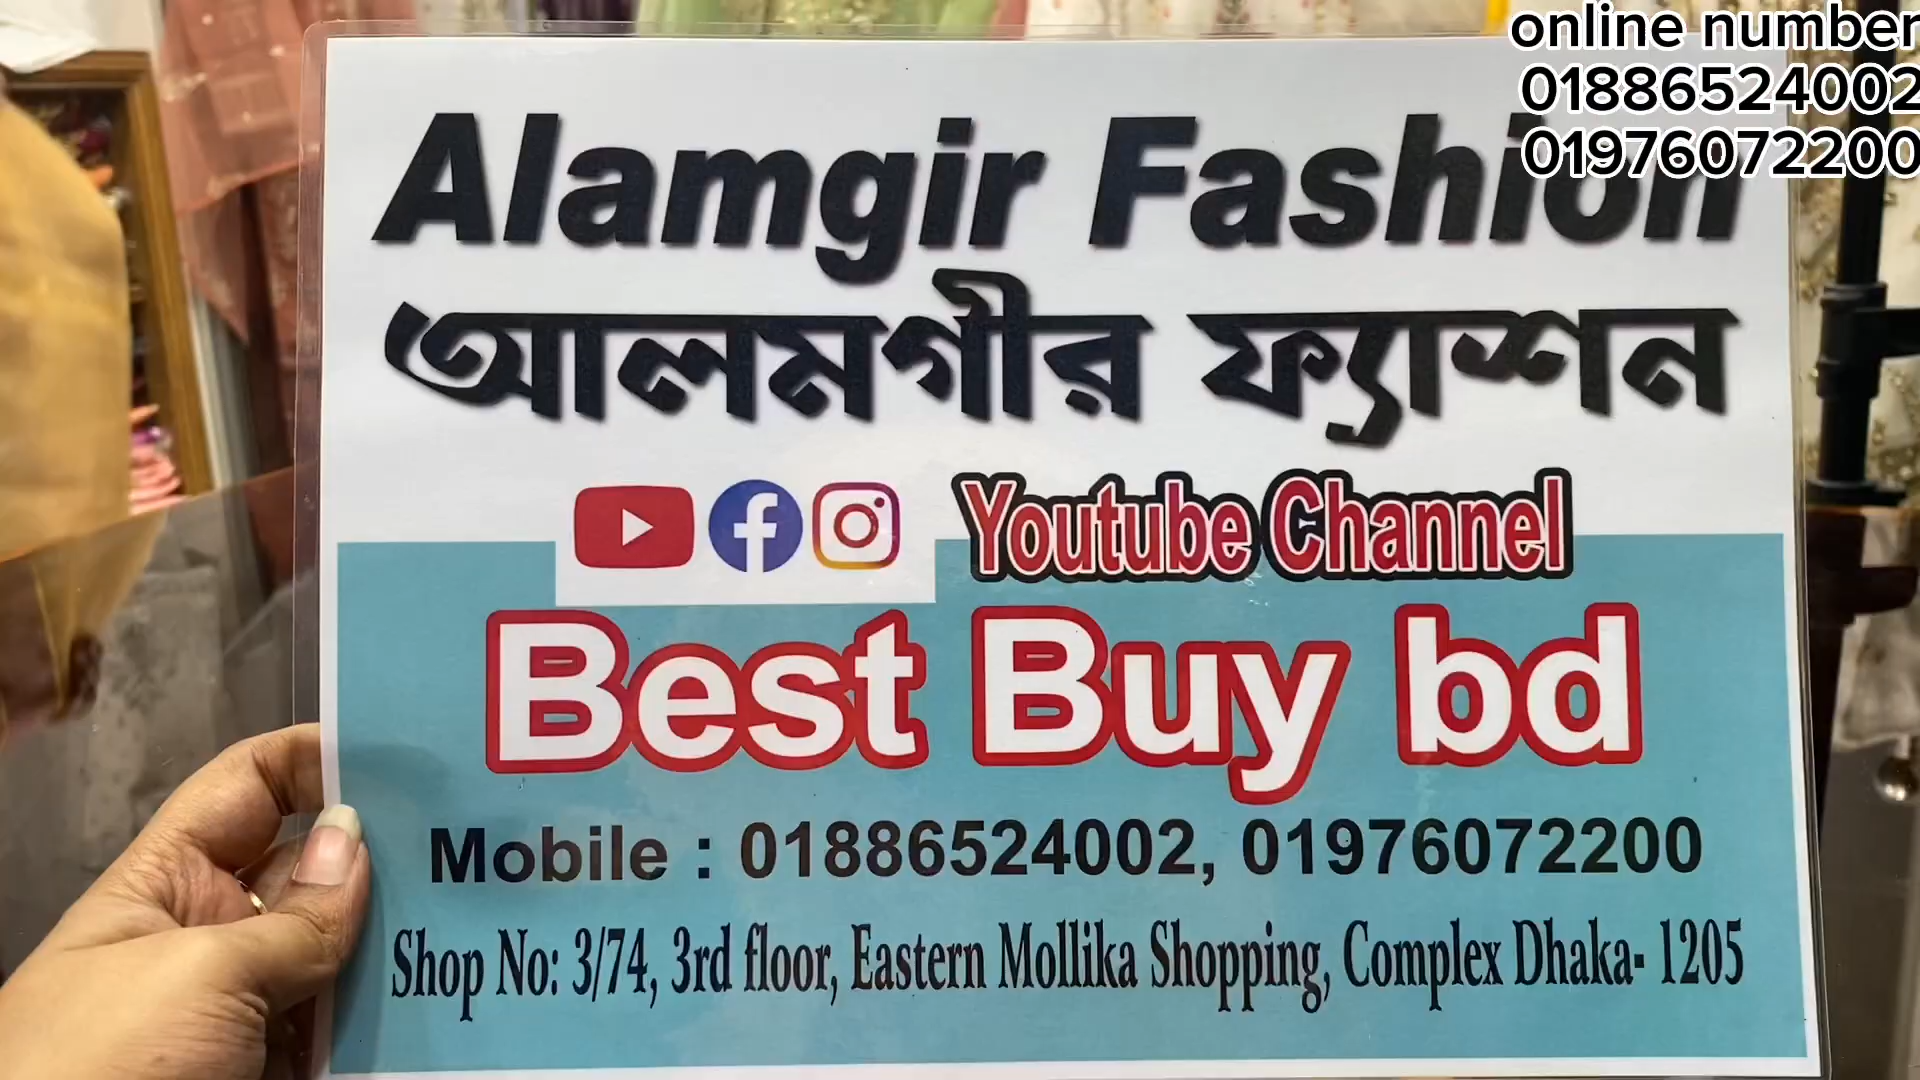 online number
01886524002
01976072200
Alamgir Fashion
আলমগীর ফ্যাশন
Youtube Channel
Best Buy bd
Mobile : 01886524002, 01976072200
Shop No: 3/74, 3rd floor, Eastern Mollika Shopping, Complex Dhaka- 1205